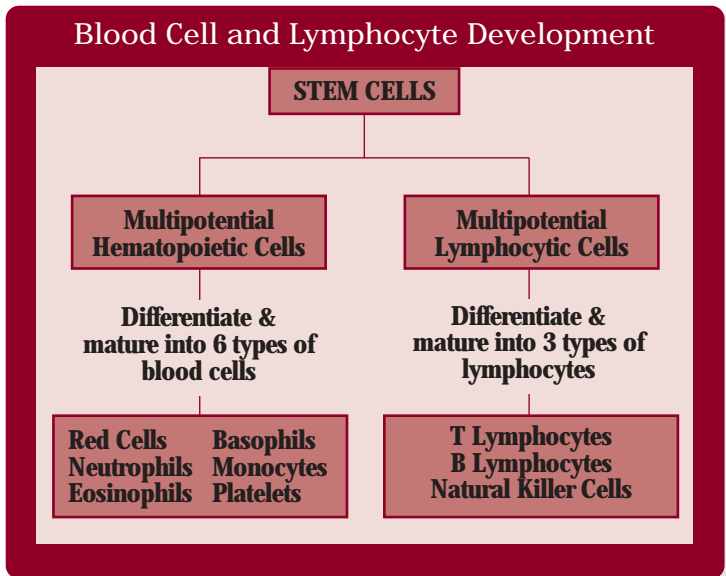 Blood Cell and Lymphocyte Development
STEM CELLS
Multipotential
Hematopoietic Cells
Multipotential
Lymphocytic Cells
Differentiate &
mature into 6 types of
blood cells
Differentiate &
mature into 3 types of
lymphocytes
Red Cells
Neutrophils
Eosinophils
Basophils
Monocytes
Platelets
T Lymphocytes
B Lymphocytes
Natural Killer Cells